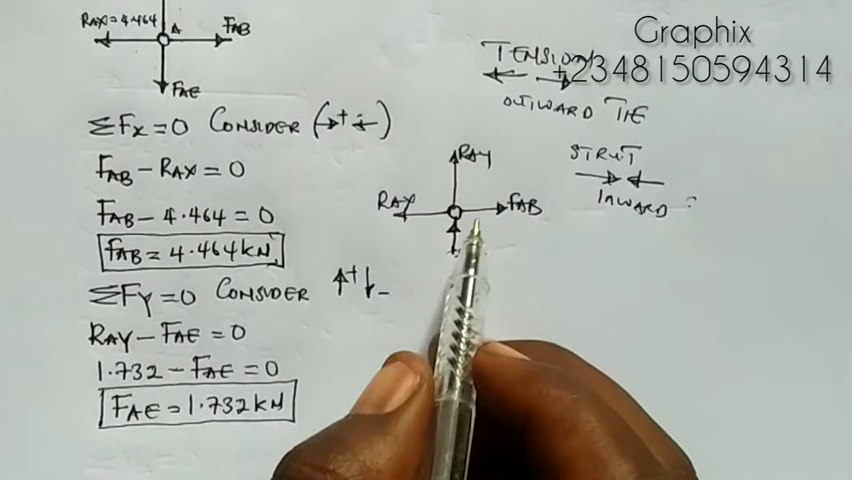 Graphix
+2348150594314
RAX=4.464 A FAB
FAE
ΣFx=0 CONSIDER (→+ ←-)
FAB-RAX=0
FAB-4.464=0
FAB=4.464KN
ΣFy=0 CONSIDER ↑+↓-
RAY-FAE=0
1.732-FAE=0
FAE=1.732KN
TENSION
OUTWARD TIE
STRUT
INWARD
RAY
RAX FAB